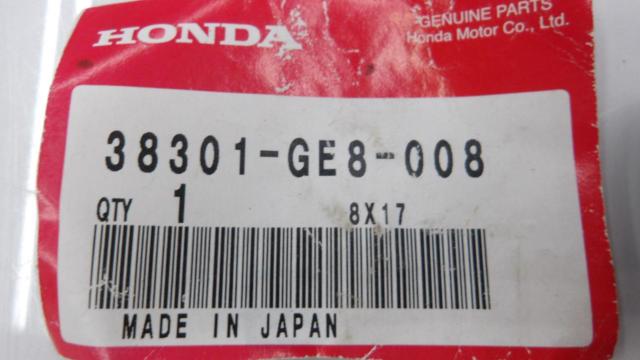 HONDA
GENUINE PARTS
Honda Motor Co., Ltd.
38301-GE8-008
QTY 1 8X17
MADE IN JAPAN